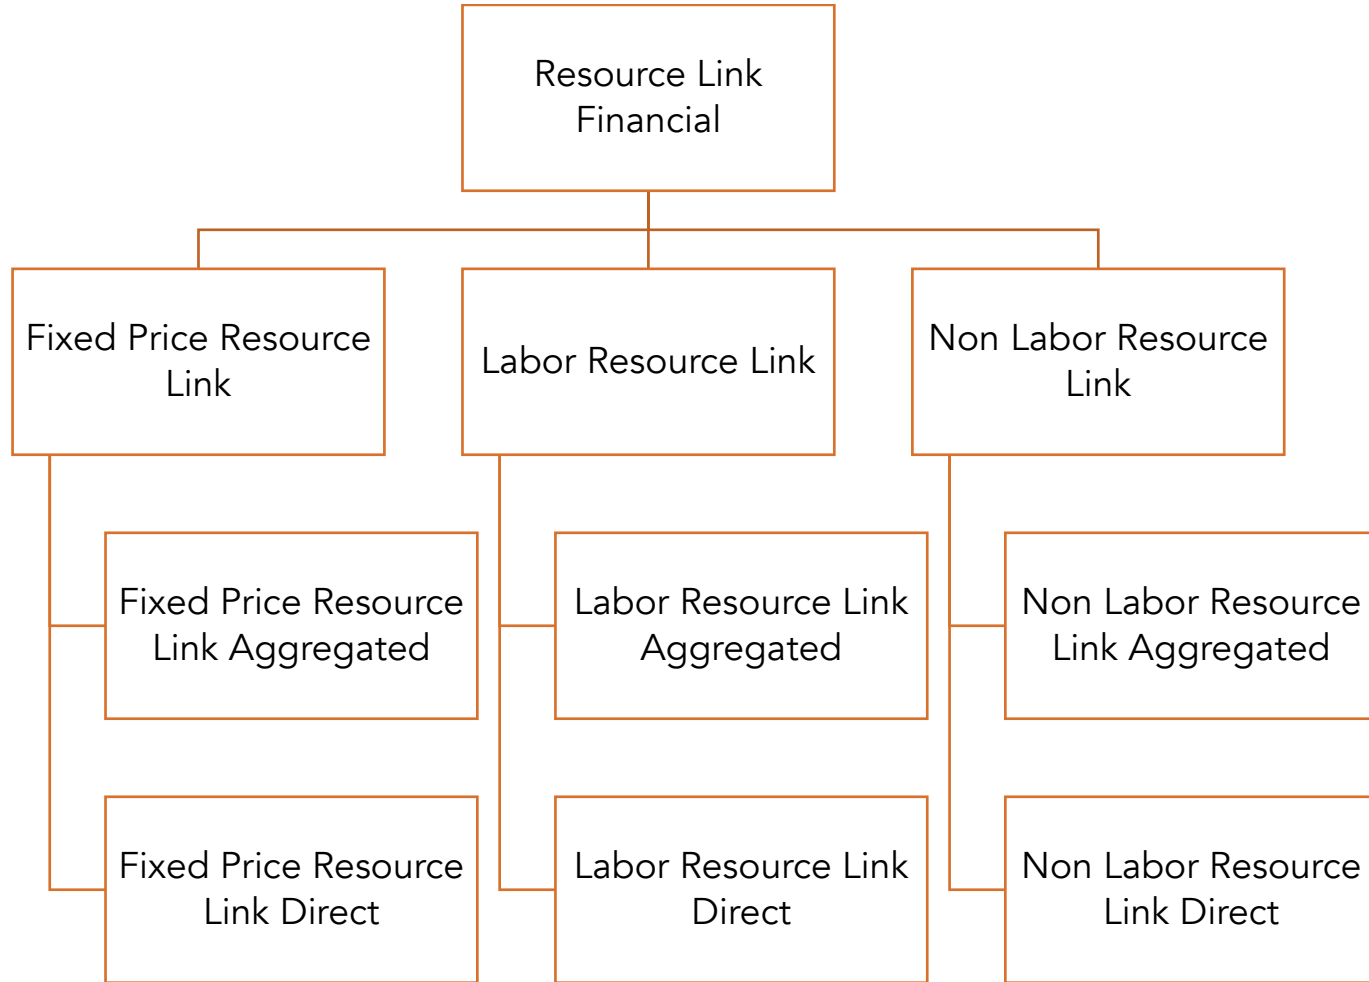 Resource Link
Financial
Fixed Price Resource
Link
Labor Resource Link
Non Labor Resource
Link
Fixed Price Resource
Link Aggregated
Labor Resource Link
Aggregated
Non Labor Resource
Link Aggregated
Fixed Price Resource
Link Direct
Labor Resource Link
Direct
Non Labor Resource
Link Direct